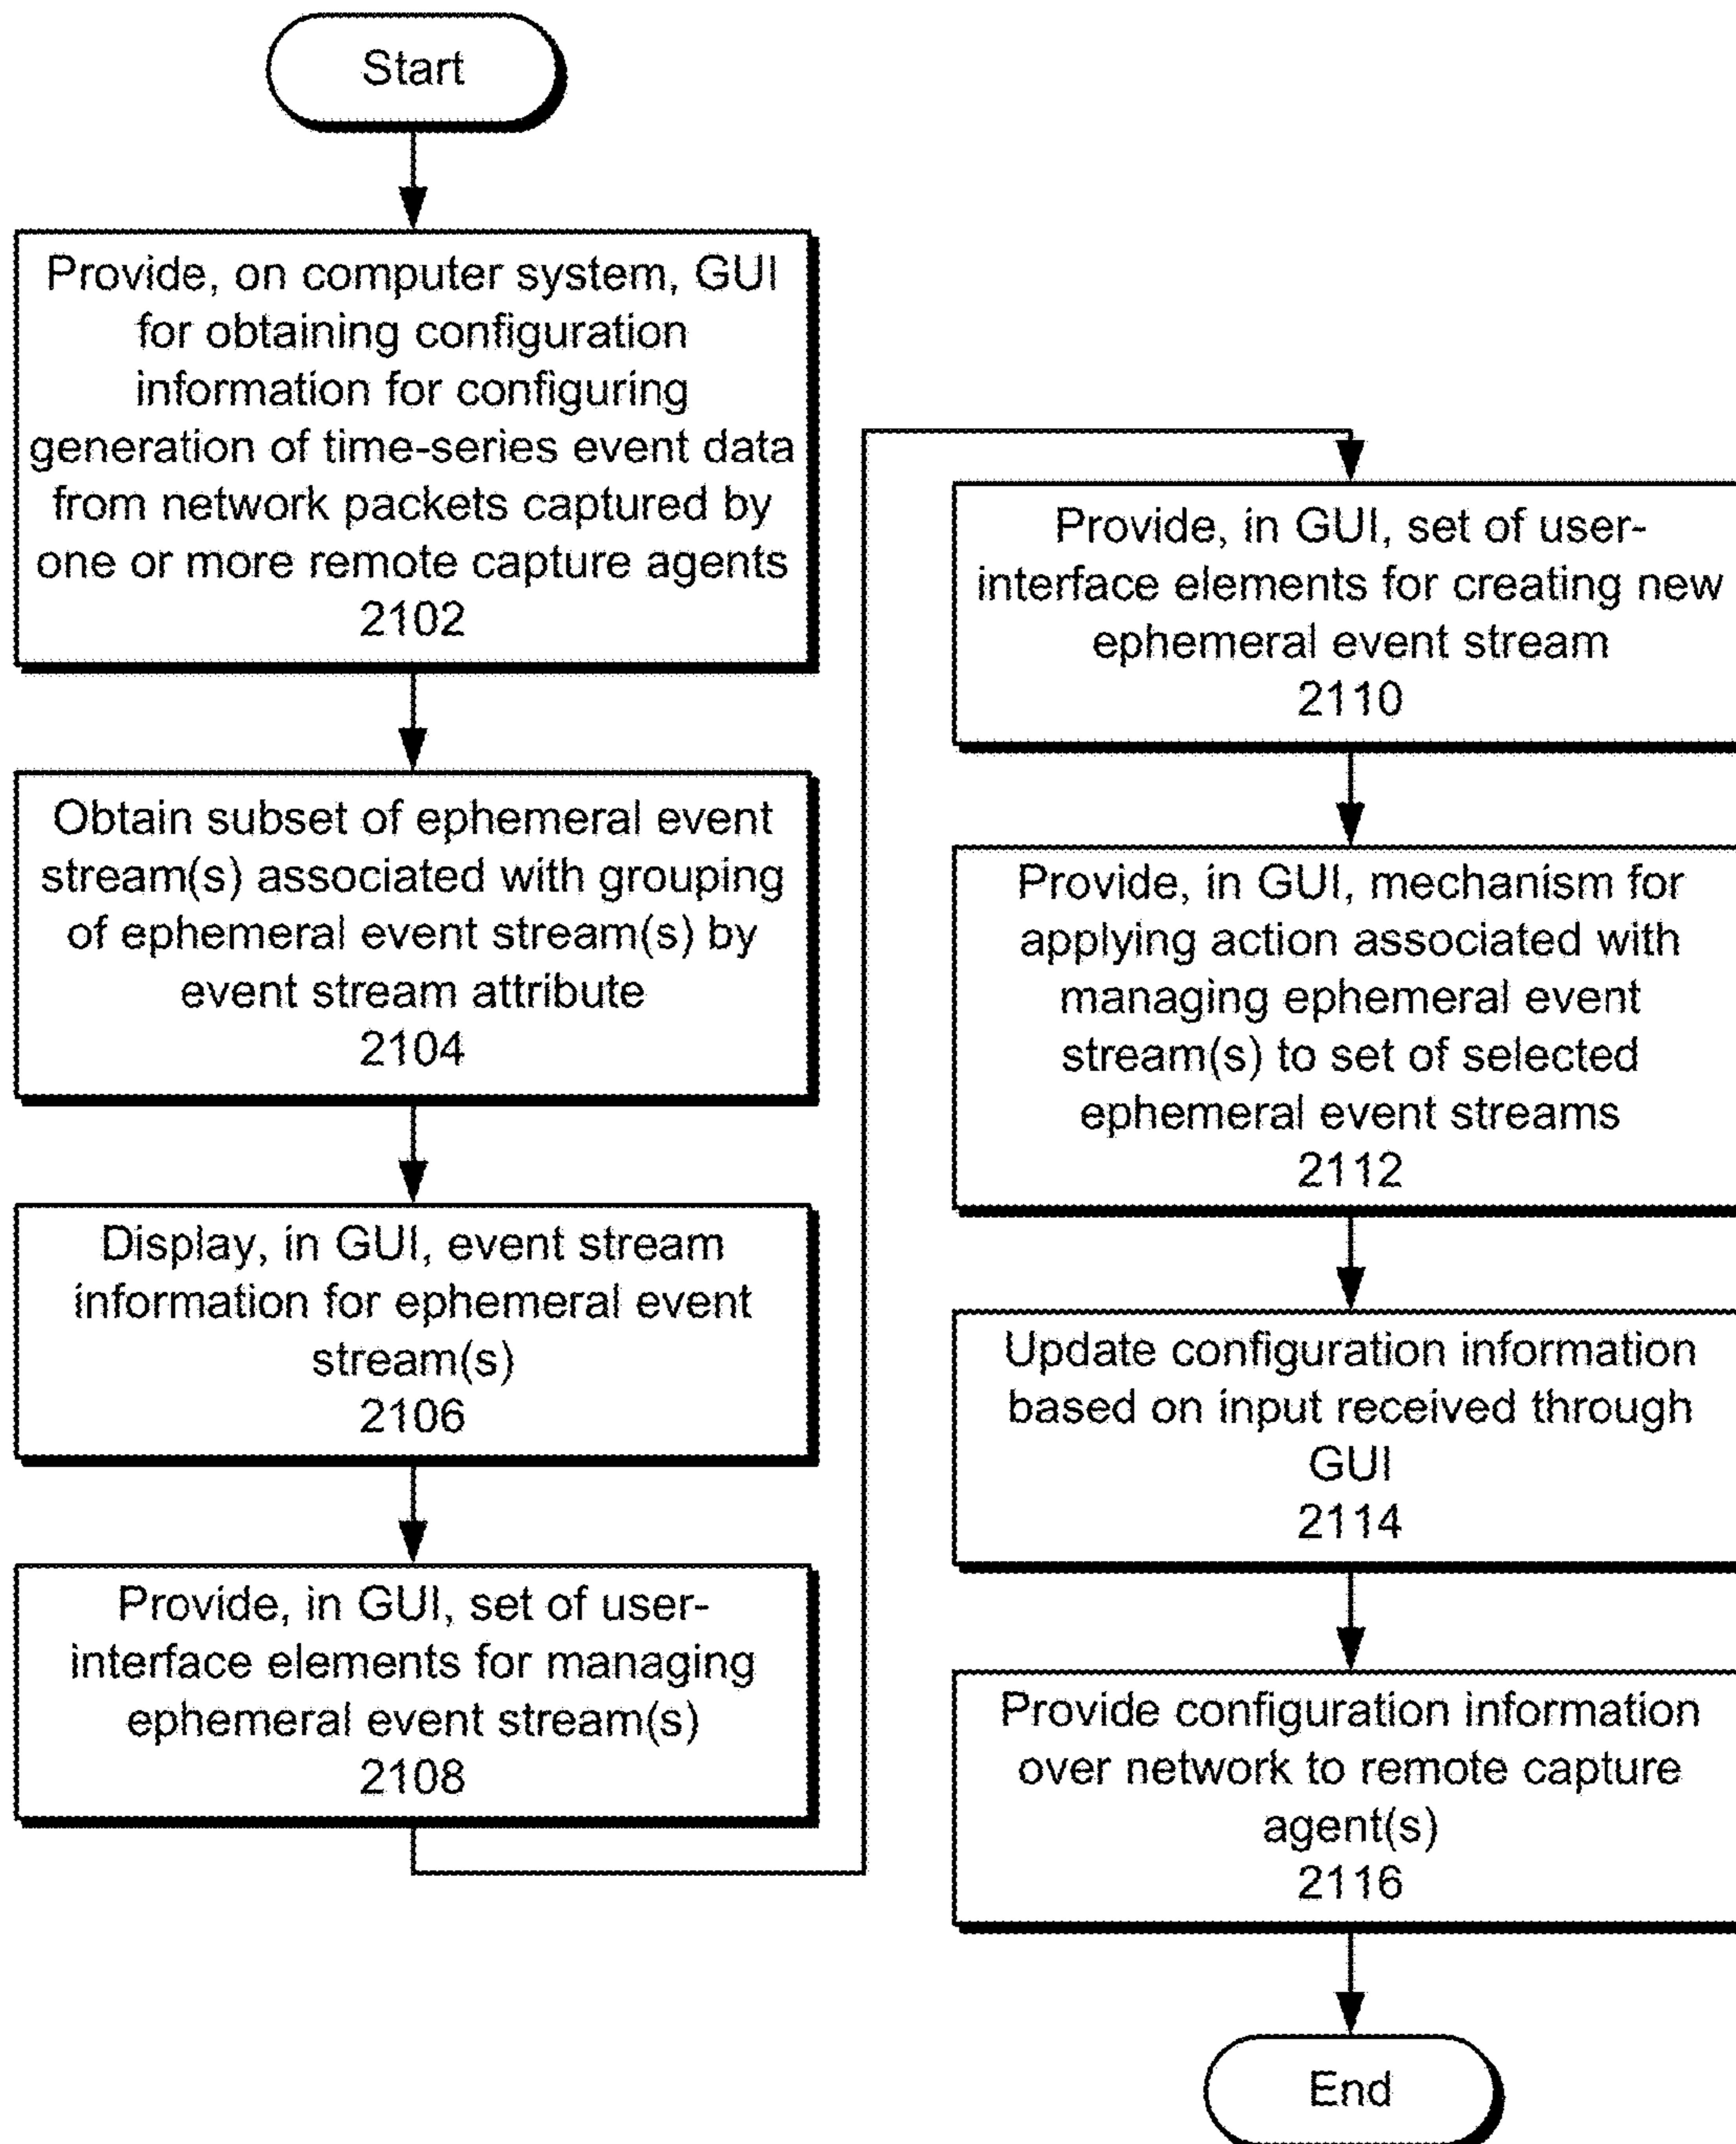 Start
Provide, on computer system, GUI
for obtaining configuration
information for configuring
generation of time-series event data
from network packets captured by
one or more remote capture agents
2102
Obtain subset of ephemeral event
stream(s) associated with grouping
of ephemeral event stream(s) by
event stream attribute
2104
Display, in GUI, event stream
information for ephemeral event
stream(s)
2106
Provide, in GUI, set of user-
interface elements for managing
ephemeral event stream(s)
2108
Provide, in GUI, set of user-
interface elements for creating new
ephemeral event stream
2110
Provide, in GUI, mechanism for
applying action associated with
managing ephemeral event
stream(s) to set of selected
ephemeral event streams
2112
Update configuration information
based on input received through
GUI
2114
Provide configuration information
over network to remote capture
agent(s)
2116
End